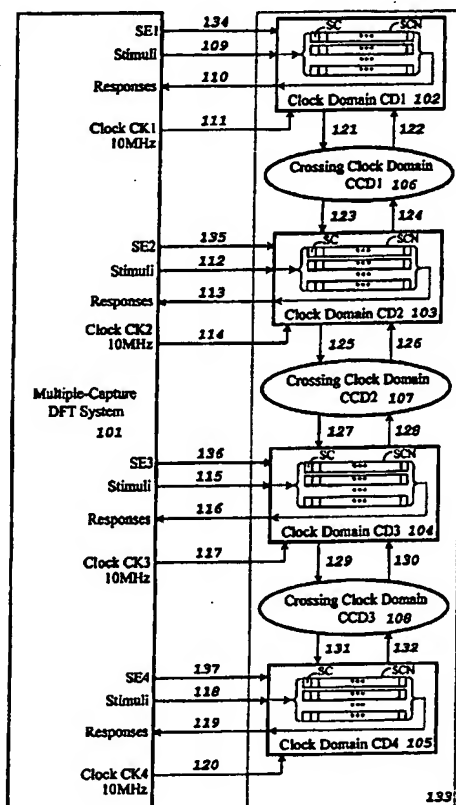 SE1 134
SC SCN
Stimuli 109
Responses 110
Clock Domain CD1 102
Clock CK1 111
10MHz
121 122
Crossing Clock Domain
CCD1 106
123 124
SE2 135
SC SCN
Stimuli 112
Responses 113
Clock Domain CD2 103
Clock CK2 114
10MHz
125 126
Crossing Clock Domain
CCD2 107
Multiple-Capture
DFT System
101
127 128
SE3 136
SC SCN
Stimuli 115
Responses 116
Clock Domain CD3 104
Clock CK3 117
10MHz
129 130
Crossing Clock Domain
CCD3 108
131 132
SE4 137
SC SCN
Stimuli 118
Responses 119
Clock Domain CD4 105
Clock CK4 120
10MHz
133